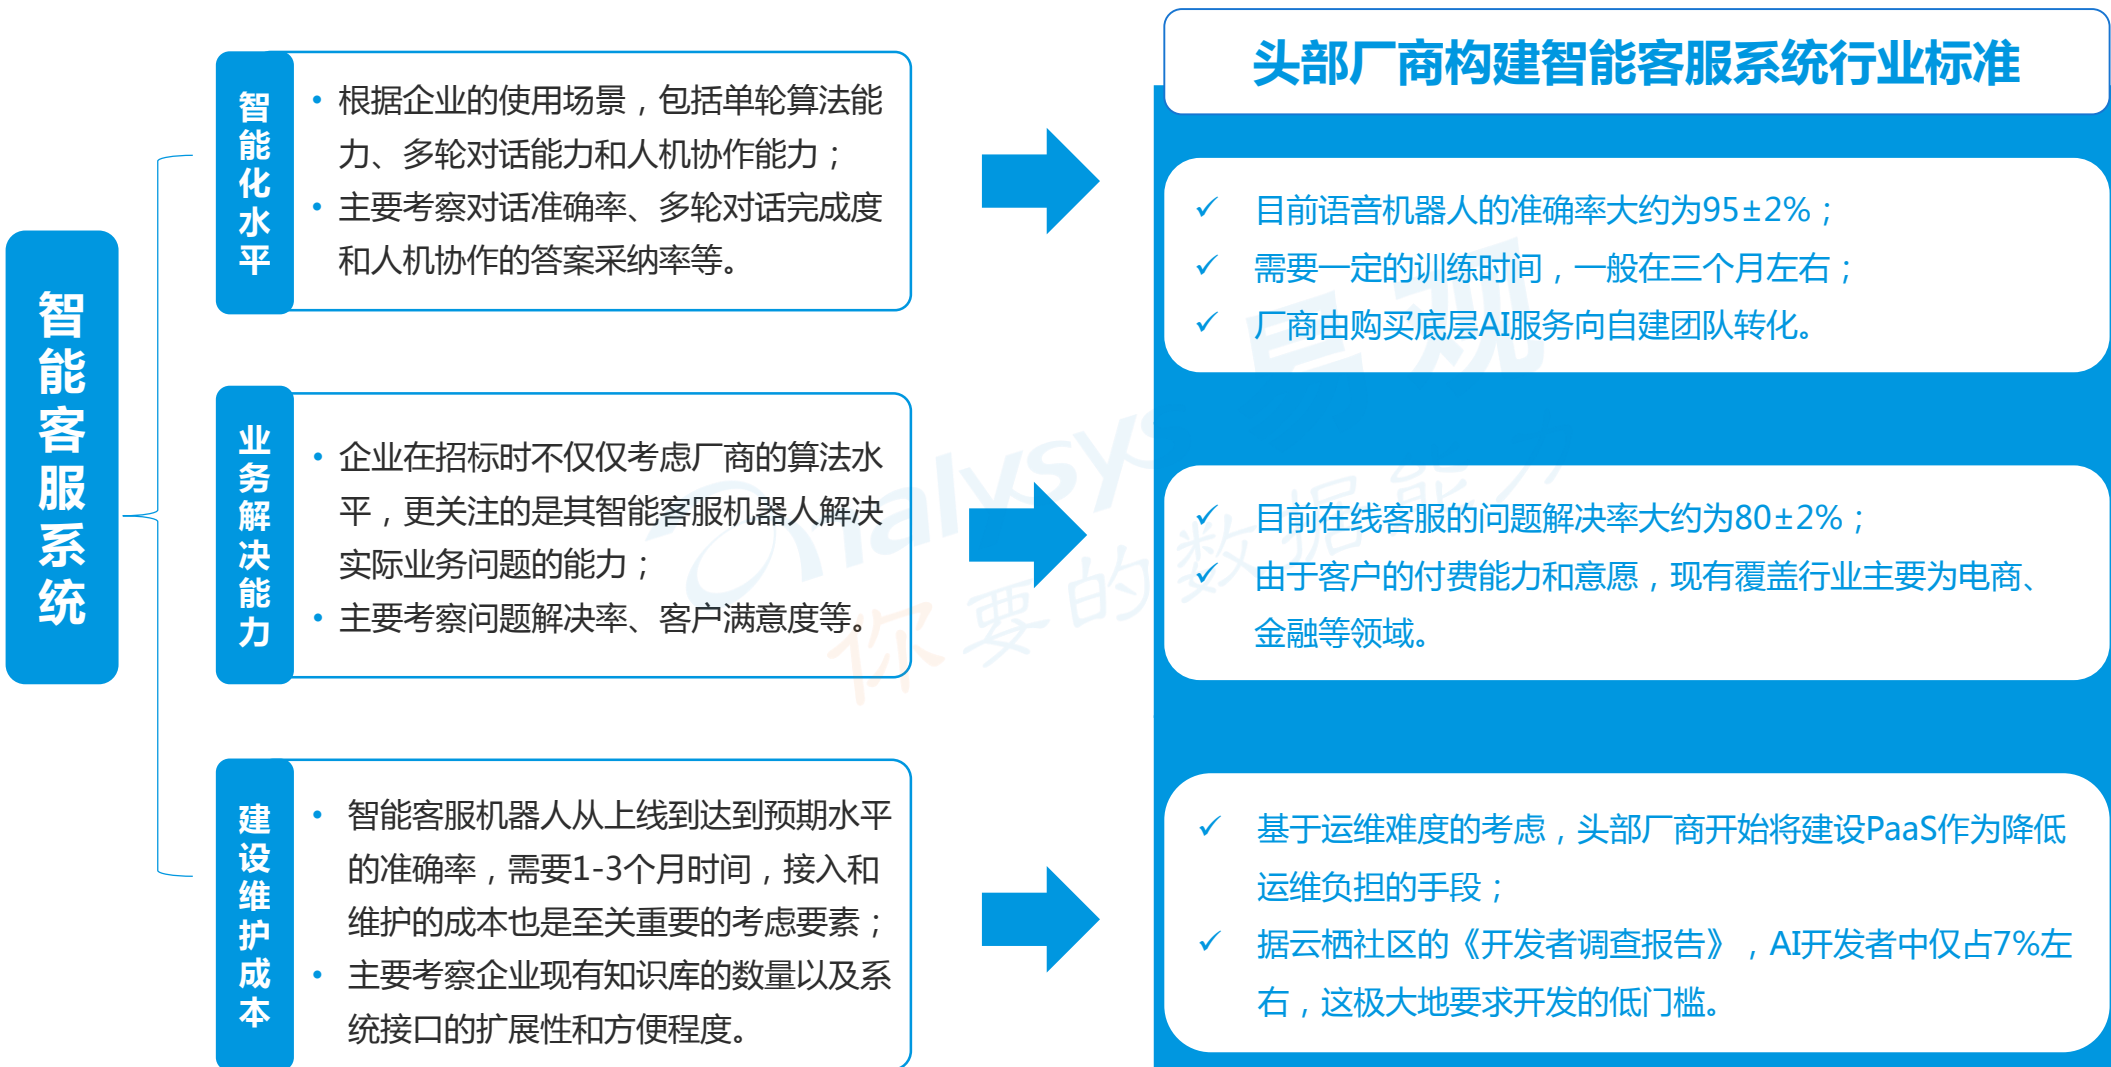 智能客服系统
智能化水平
• 根据企业的使用场景，包括单轮算法能
力、多轮对话能力和人机协作能力；
• 主要考察对话准确率、多轮对话完成度
和人机协作的答案采纳率等。
业务解决能力
• 企业在招标时不仅仅考虑厂商的算法水
平，更关注的是其智能客服机器人解决
实际业务问题的能力；
• 主要考察问题解决率、客户满意度等。
建设维护成本
• 智能客服机器人从上线到达到预期水平
的准确率，需要1-3个月时间，接入和
维护的成本也是至关重要的考虑要素；
• 主要考察企业现有知识库的数量以及系
统接口的扩展性和方便程度。
头部厂商构建智能客服系统行业标准
✓ 目前语音机器人的准确率大约为95±2%；
✓ 需要一定的训练时间，一般在三个月左右；
✓ 厂商由购买底层AI服务向自建团队转化。
✓ 目前在线客服的问题解决率大约为80±2%；
✓ 由于客户的付费能力和意愿，现有覆盖行业主要为电商、
金融等领域。
✓ 基于运维难度的考虑，头部厂商开始将建设PaaS作为降低
运维负担的手段；
✓ 据云栖社区的《开发者调查报告》，AI开发者中仅占7%左
右，这极大地要求开发的低门槛。
analysys 易观
你要的数据能力